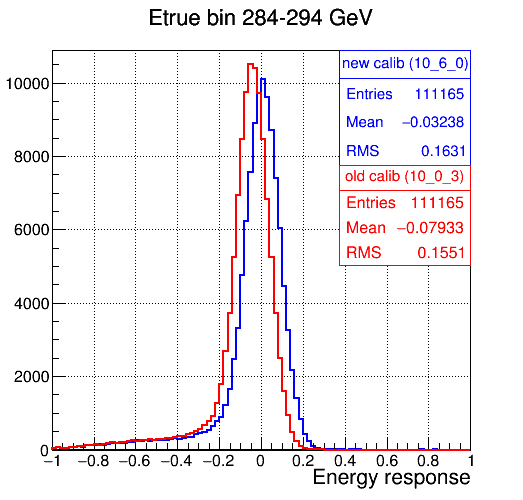 Etrue bin 284-294 GeV
new calib (10_6_0)
Entries 111165
Mean −0.03238
RMS 0.1631
old calib (10_0_3)
Entries 111165
Mean −0.07933
RMS 0.1551
10000
8000
6000
4000
2000
0
−1 −0.8 −0.6 −0.4 −0.2 0 0.2 0.4 0.6 0.8 1
Energy response